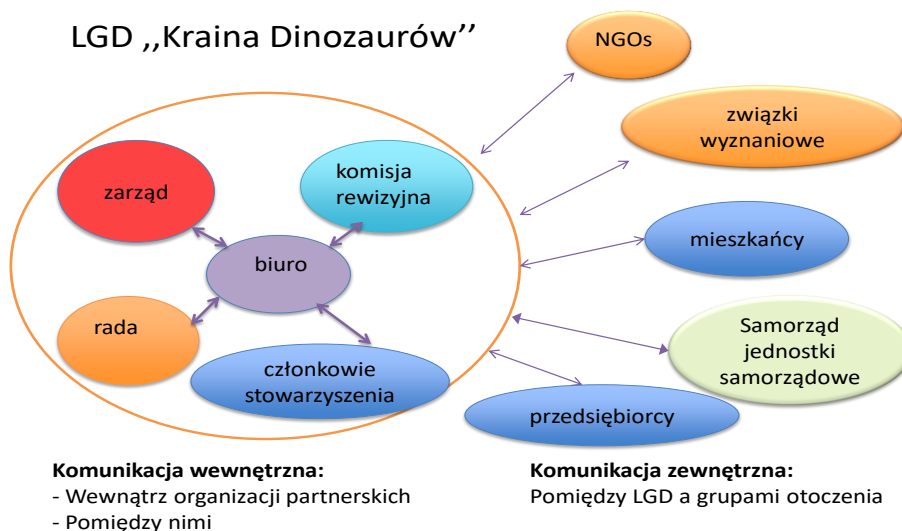 LGD ,,Kraina Dinozaurów’’
NGOs
związki
wyznaniowe
zarząd
komisja
rewizyjna
biuro
mieszkańcy
rada
Samorząd
jednostki
samorządowe
członkowie
stowarzyszenia
przedsiębiorcy
Komunikacja wewnętrzna:
- Wewnątrz organizacji partnerskich
- Pomiędzy nimi
Komunikacja zewnętrzna:
Pomiędzy LGD a grupami otoczenia